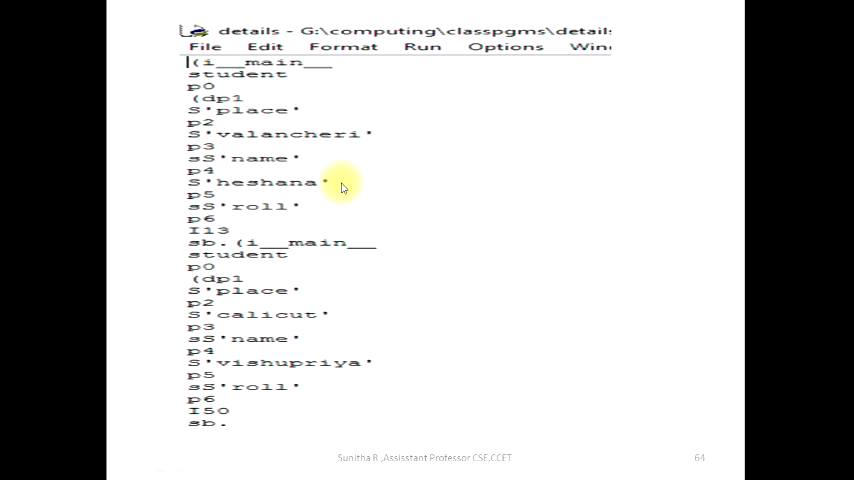 details - G:\computing\classpgms\details
File Edit Format Run Options Win
(i__main__
student
p0
(dp1
S'place'
p2
S'valancheri'
p3
sS'name'
p4
S'heshana'
p5
sS'roll'
p6
I13
sb.(i__main__
student
p0
(dp1
S'place'
p2
S'calicut'
p3
sS'name'
p4
S'vishupriya'
p5
sS'roll'
p6
I50
sb.
Sunitha R ,Assisstant Professor CSE,CCET 64